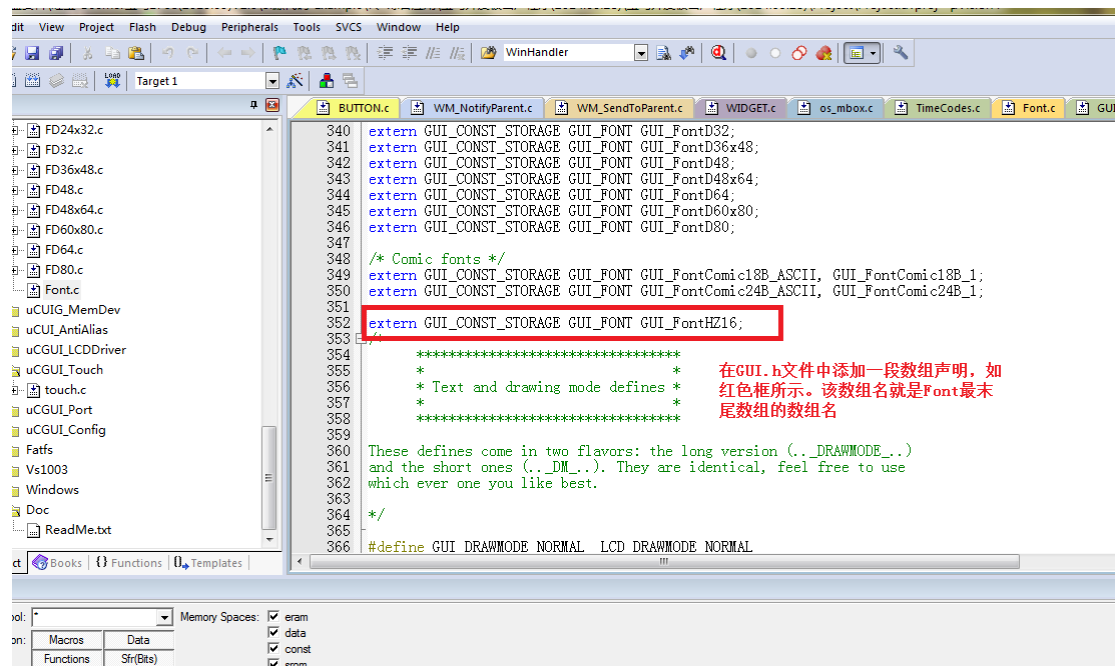 dit View Project Flash Debug Peripherals Tools SVCS Window Help
WinHandler
LOAD Target 1
BUTTON.c WM_NotifyParent.c WM_SendToParent.c WIDGET.c os_mbox.c TimeCodes.c Font.c GUI
FD24x32.c
FD32.c
FD36x48.c
FD48.c
FD48x64.c
FD60x80.c
FD64.c
FD80.c
Font.c
uCUIG_MemDev
uCUI_AntiAlias
uCGUI_LCDDriver
uCGUI_Touch
touch.c
uCGUI_Port
uCGUI_Config
Fatfs
Vs1003
Windows
Doc
ReadMe.txt
ct Books {} Functions 0 Templates
340 extern GUI_CONST_STORAGE GUI_FONT GUI_FontD32;
341 extern GUI_CONST_STORAGE GUI_FONT GUI_FontD36x48;
342 extern GUI_CONST_STORAGE GUI_FONT GUI_FontD48;
343 extern GUI_CONST_STORAGE GUI_FONT GUI_FontD48x64;
344 extern GUI_CONST_STORAGE GUI_FONT GUI_FontD64;
345 extern GUI_CONST_STORAGE GUI_FONT GUI_FontD60x80;
346 extern GUI_CONST_STORAGE GUI_FONT GUI_FontD80;
347
348 /* Comic fonts */
349 extern GUI_CONST_STORAGE GUI_FONT GUI_FontComic18B_ASCII, GUI_FontComic18B_1;
350 extern GUI_CONST_STORAGE GUI_FONT GUI_FontComic24B_ASCII, GUI_FontComic24B_1;
351
352 extern GUI_CONST_STORAGE GUI_FONT GUI_FontHZ16;
353 /*
354 *********************************
355 * *
356 * Text and drawing mode defines *
357 * *
358 *********************************
359
360 These defines come in two flavors: the long version (.._DRAWMODE_..)
361 and the short ones (.._DM_..). They are identical, feel free to use
362 which ever one you like best.
363
364 */
365
366 #define GUI_DRAWMODE_NORMAL LCD_DRAWMODE_NORMAL
在GUI.h文件中添加一段数组声明，如
红色框所示。该数组名就是Font最末
尾数组的数组名
ool: * Memory Spaces: eram
data
on: Macros Data const
Functions Sfr(Bits) srom